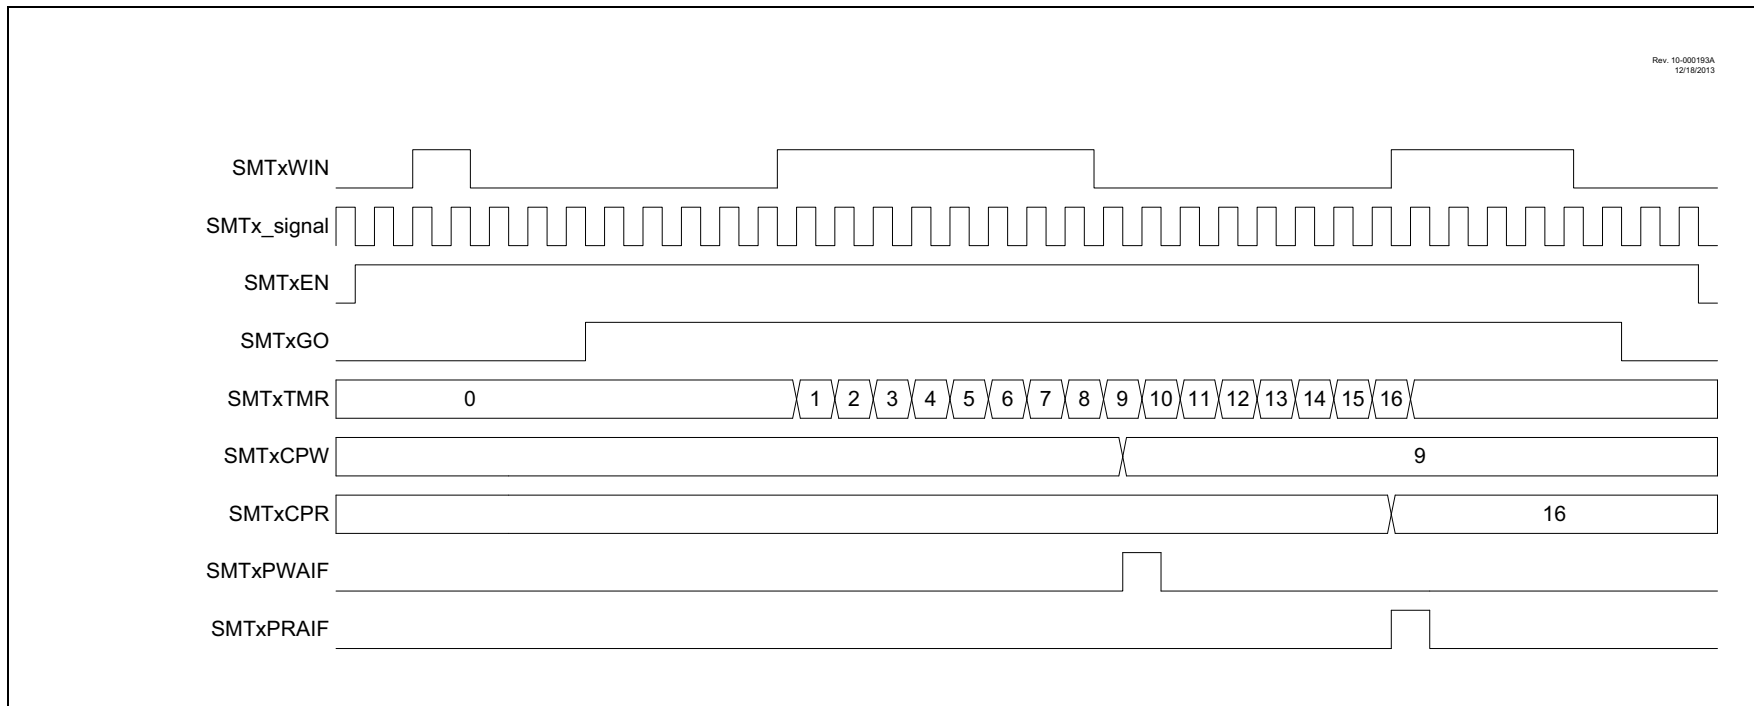 Rev. 10-000193A
12/18/2013
SMTxWIN
SMTx_signal
SMTxEN
SMTxGO
SMTxTMR 0 1 2 3 4 5 6 7 8 9 10 11 12 13 14 15 16
SMTxCPW 9
SMTxCPR 16
SMTxPWAIF
SMTxPRAIF